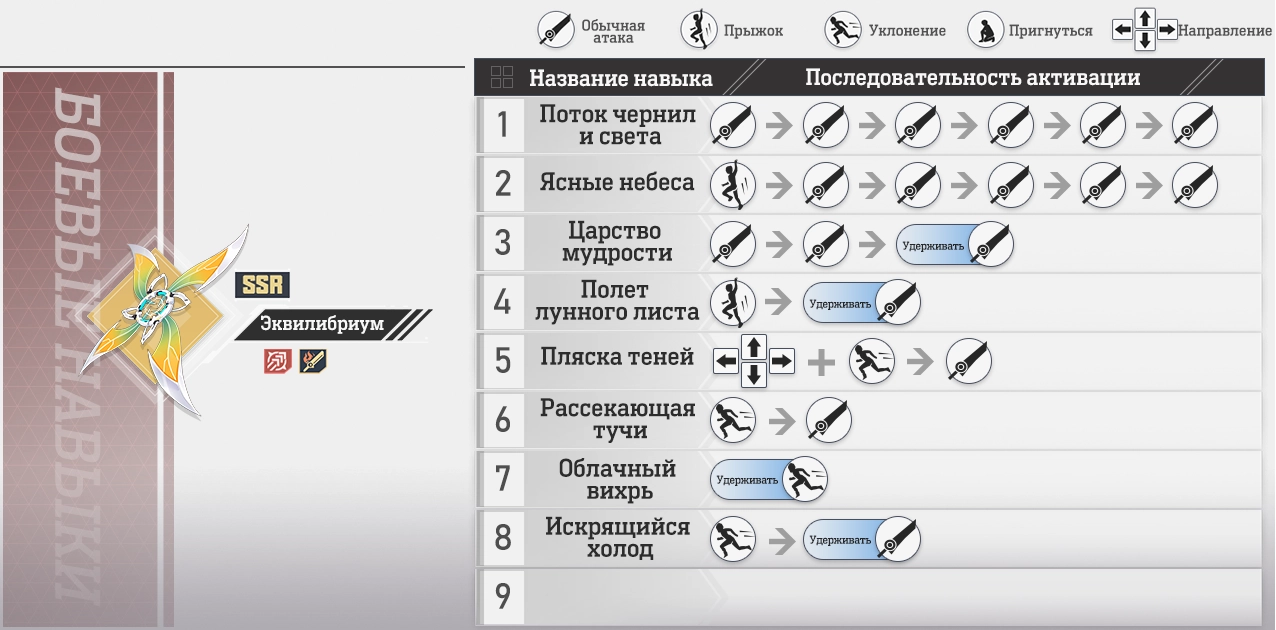 Обычная
атака
Прыжок
Уклонение
Пригнуться
Направление
Название навыка
Последовательность активации
БОЕВЫЕ НАВЫКИ
SSR
Эквилибриум
1
Поток чернил
и света
2
Ясные небеса
3
Царство
мудрости
Удерживать
4
Полет
лунного листа
Удерживать
5
Пляска теней
6
Рассекающая
тучи
7
Облачный
вихрь
Удерживать
8
Искрящийся
холод
Удерживать
9